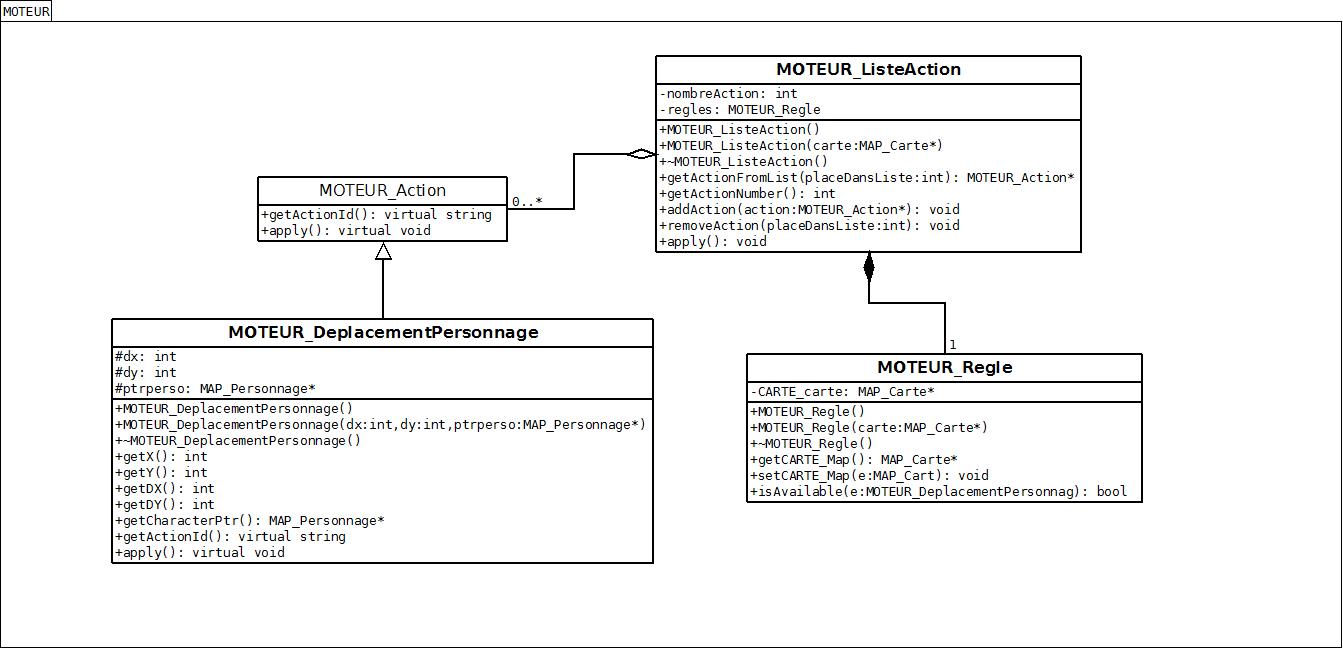 MOTEUR
MOTEUR_ListeAction
-nombreAction: int
-regles: MOTEUR_Regle
+MOTEUR_ListeAction()
+MOTEUR_ListeAction(carte:MAP_Carte*)
+~MOTEUR_ListeAction()
+getActionFromList(placeDansListe:int): MOTEUR_Action*
+getActionNumber(): int
+addAction(action:MOTEUR_Action*): void
+removeAction(placeDansListe:int): void
+apply(): void
MOTEUR_Action
+getActionId(): virtual string
+apply(): virtual void
0..*
MOTEUR_DeplacementPersonnage
#dx: int
#dy: int
#ptrperso: MAP_Personnage*
+MOTEUR_DeplacementPersonnage()
+MOTEUR_DeplacementPersonnage(dx:int,dy:int,ptrperso:MAP_Personnage*)
+~MOTEUR_DeplacementPersonnage()
+getX(): int
+getY(): int
+getDX(): int
+getDY(): int
+getCharacterPtr(): MAP_Personnage*
+getActionId(): virtual string
+apply(): virtual void
1
MOTEUR_Regle
-CARTE_carte: MAP_Carte*
+MOTEUR_Regle()
+MOTEUR_Regle(carte:MAP_Carte*)
+~MOTEUR_Regle()
+getCARTE_Map(): MAP_Carte*
+setCARTE_Map(e:MAP_Cart): void
+isAvailable(e:MOTEUR_DeplacementPersonnag): bool